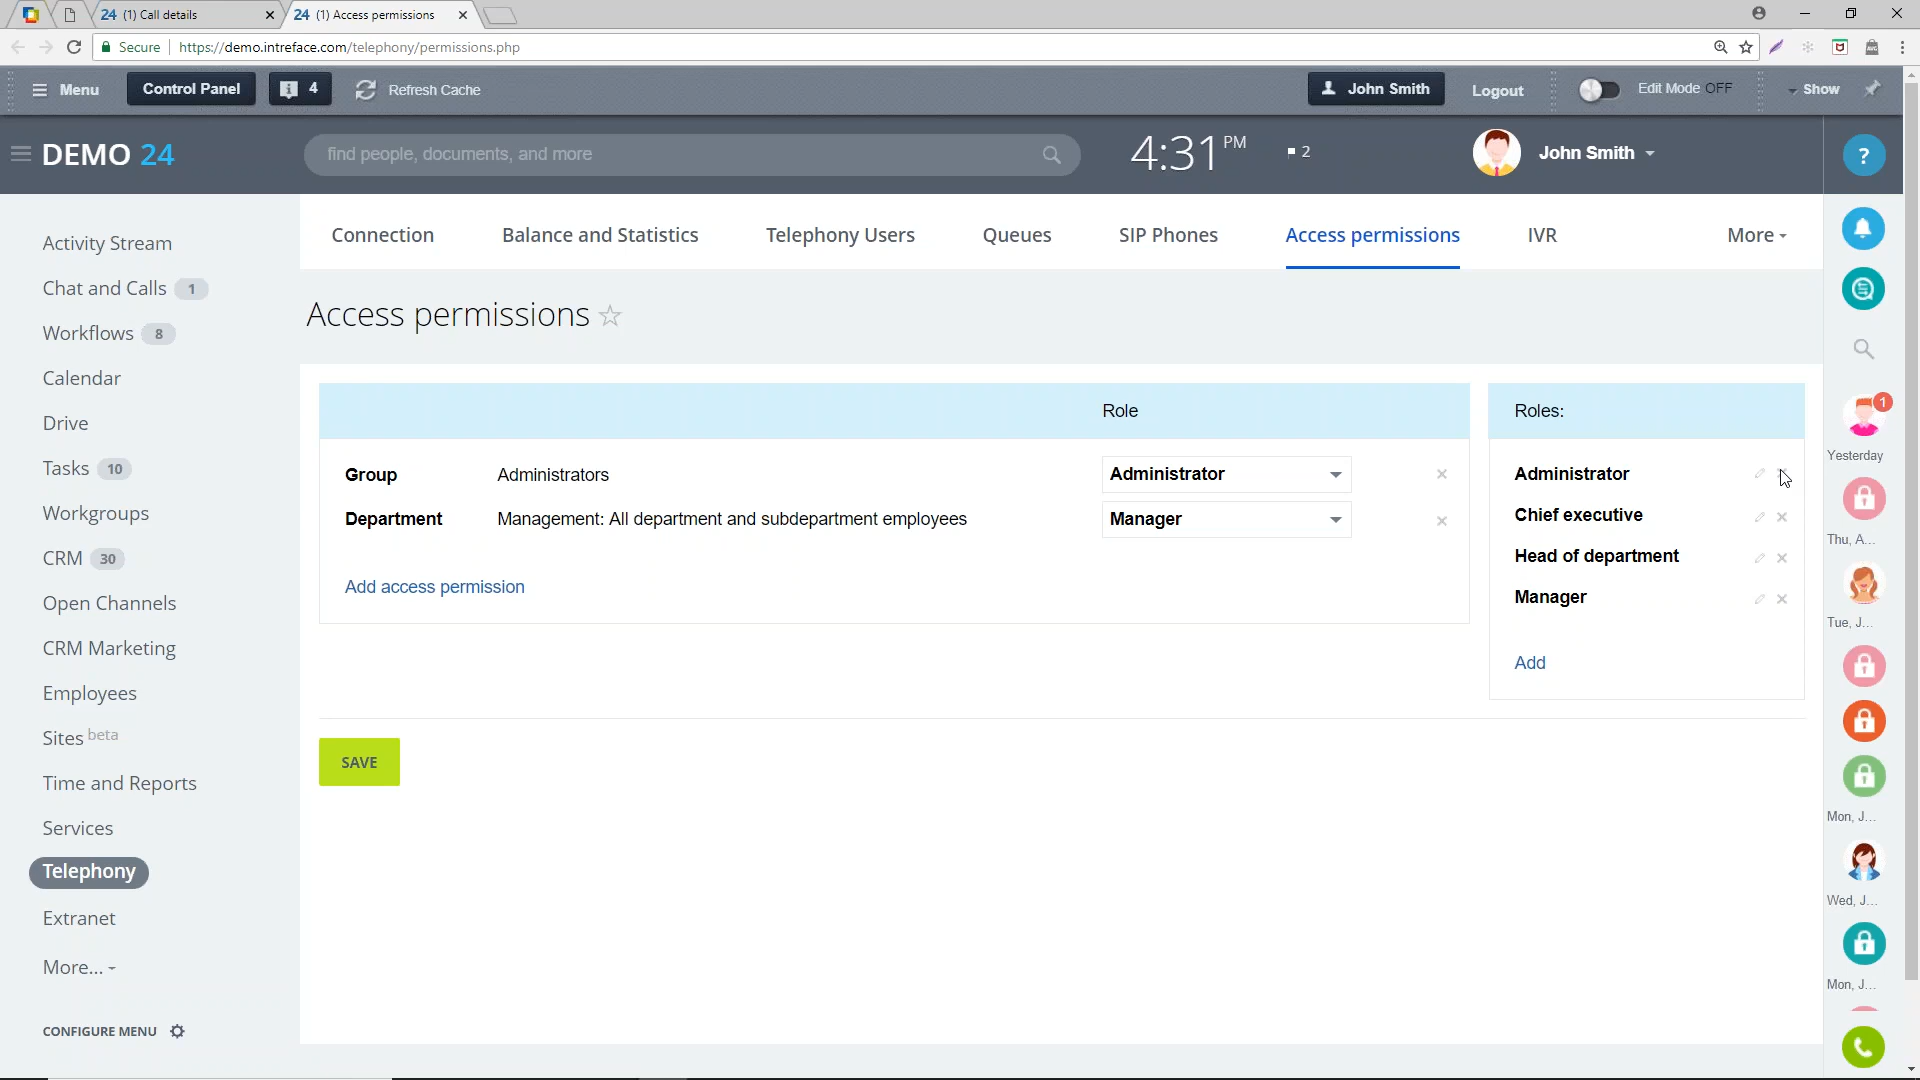 24 (1) Call details
24 (1) Access permissions
Secure https://demo.intreface.com/telephony/permissions.php
Menu
Control Panel
4
Refresh Cache
John Smith
Logout
Edit Mode OFF
Show
DEMO 24
find people, documents, and more
4:31 PM
2
John Smith
?
Activity Stream
Chat and Calls 1
Workflows 8
Calendar
Drive
Tasks 10
Workgroups
CRM 30
Open Channels
CRM Marketing
Employees
Sites beta
Time and Reports
Services
Telephony
Extranet
More...
CONFIGURE MENU
Connection
Balance and Statistics
Telephony Users
Queues
SIP Phones
Access permissions
IVR
More
Access permissions
Role
Group Administrators Administrator
Department Management: All department and subdepartment employees Manager
Add access permission
Roles:
Administrator
Chief executive
Head of department
Manager
Add
SAVE
1
Yesterday
Thu, A...
Tue, J...
Mon, J...
Wed, J...
Mon, J...